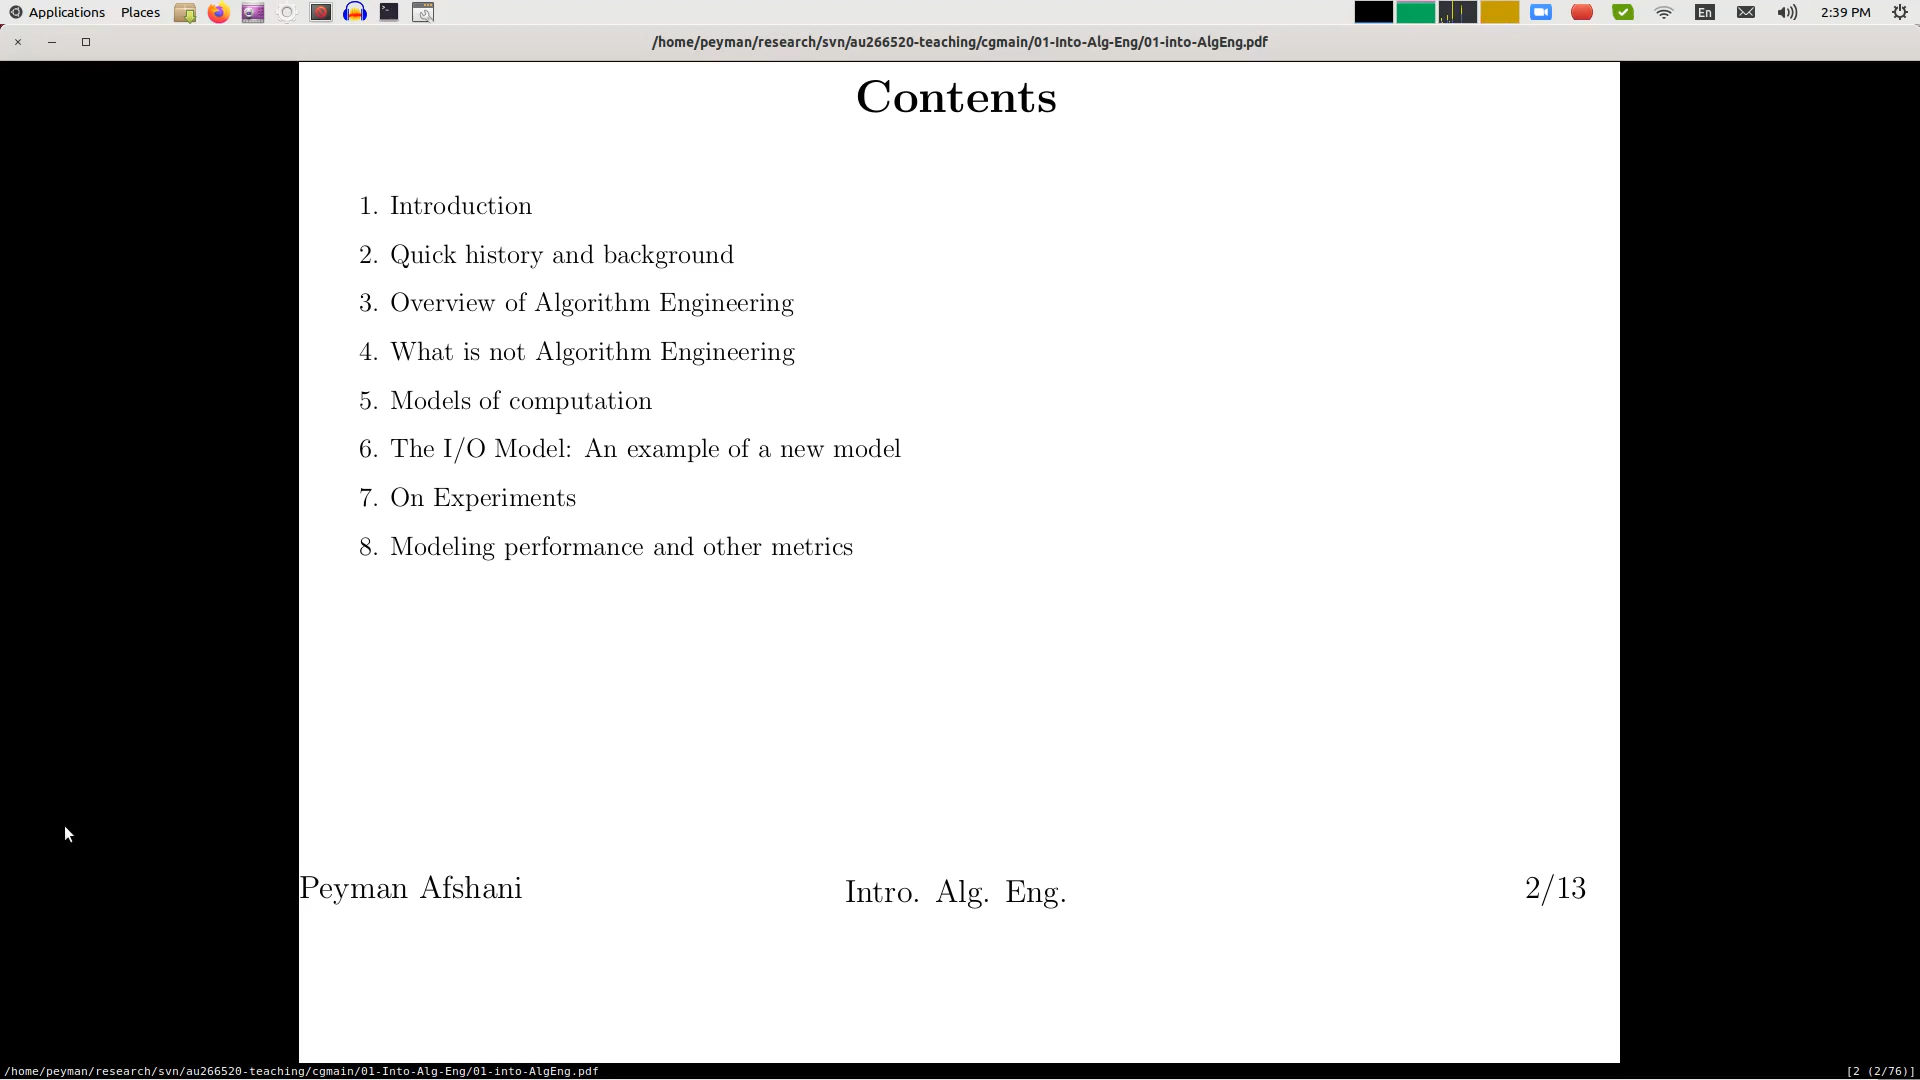 Applications Places En 2:39 PM
/home/peyman/research/svn/au266520-teaching/cgmain/01-Into-Alg-Eng/01-into-AlgEng.pdf
Contents
1. Introduction
2. Quick history and background
3. Overview of Algorithm Engineering
4. What is not Algorithm Engineering
5. Models of computation
6. The I/O Model: An example of a new model
7. On Experiments
8. Modeling performance and other metrics
Peyman Afshani Intro. Alg. Eng. 2/13
/home/peyman/research/svn/au266520-teaching/cgmain/01-Into-Alg-Eng/01-into-AlgEng.pdf [2 (2/76)]